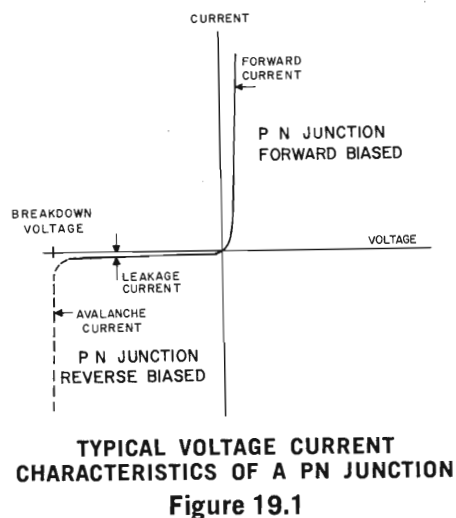 CURRENT
FORWARD
CURRENT
P N JUNCTION
FORWARD BIASED
BREAKDOWN
VOLTAGE
VOLTAGE
LEAKAGE
CURRENT
AVALANCHE
CURRENT
P N JUNCTION
REVERSE BIASED
TYPICAL VOLTAGE CURRENT
CHARACTERISTICS OF A PN JUNCTION
Figure 19.1